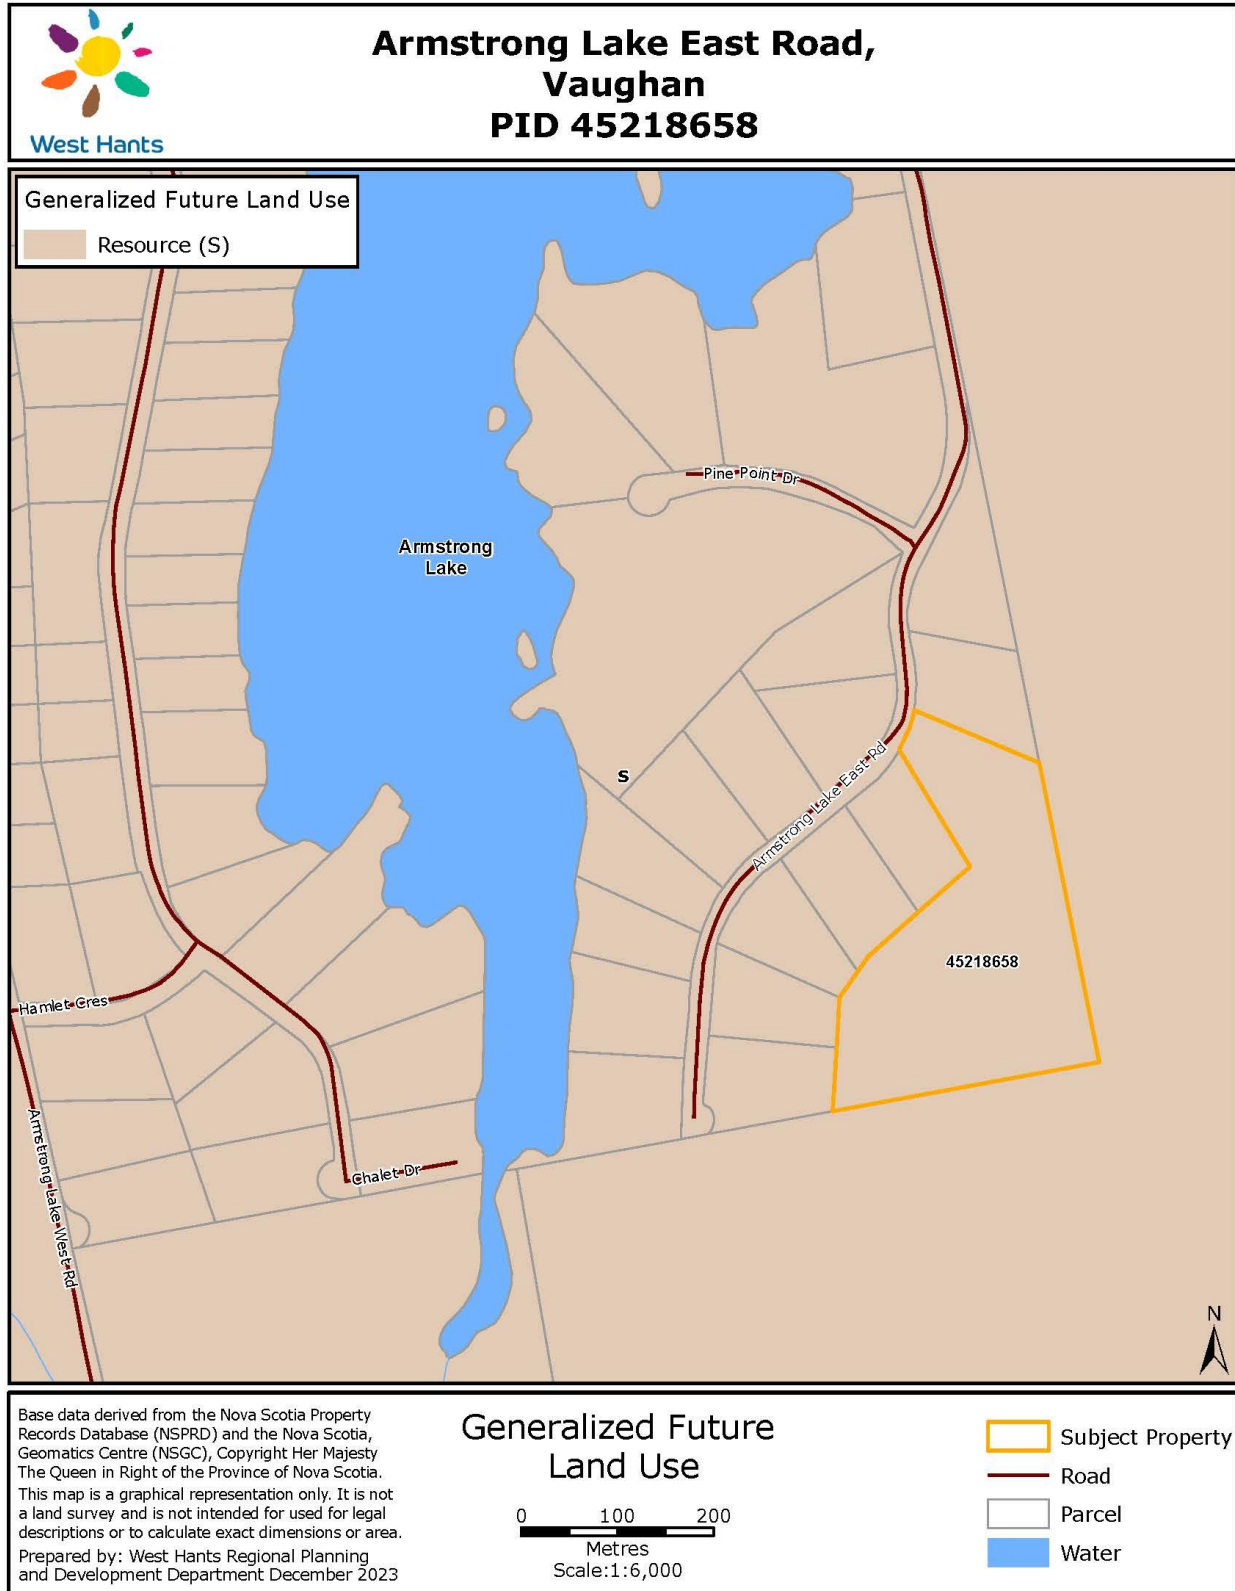 West Hants
Armstrong Lake East Road,
Vaughan
PID 45218658
Generalized Future Land Use
Resource (S)
Pine Point Dr
Armstrong
Lake
S
Armstrong Lake East Rd
45218658
Hamlet Cres
Armstrong Lake West Rd
Chalet Dr
N
Base data derived from the Nova Scotia Property
Records Database (NSPRD) and the Nova Scotia,
Geomatics Centre (NSGC), Copyright Her Majesty
The Queen in Right of the Province of Nova Scotia.
This map is a graphical representation only. It is not
a land survey and is not intended for used for legal
descriptions or to calculate exact dimensions or area.
Prepared by: West Hants Regional Planning
and Development Department December 2023
Generalized Future
Land Use
0 100 200
Metres
Scale:1:6,000
Subject Property
Road
Parcel
Water